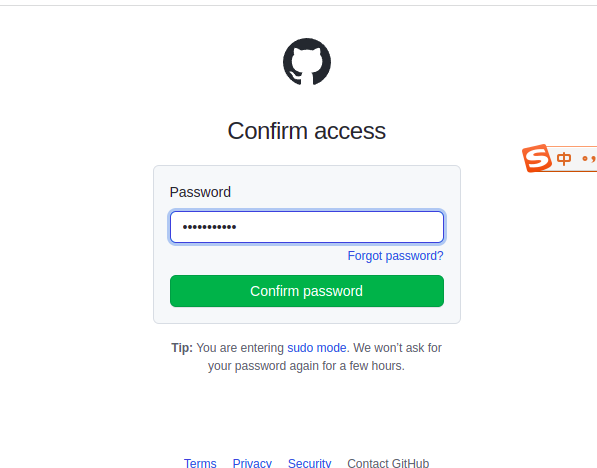 Confirm access
中 °,
Password
•••••••••••
Forgot password?
Confirm password
Tip: You are entering sudo mode. We won't ask for
your password again for a few hours.
Terms Privacy Security Contact GitHub